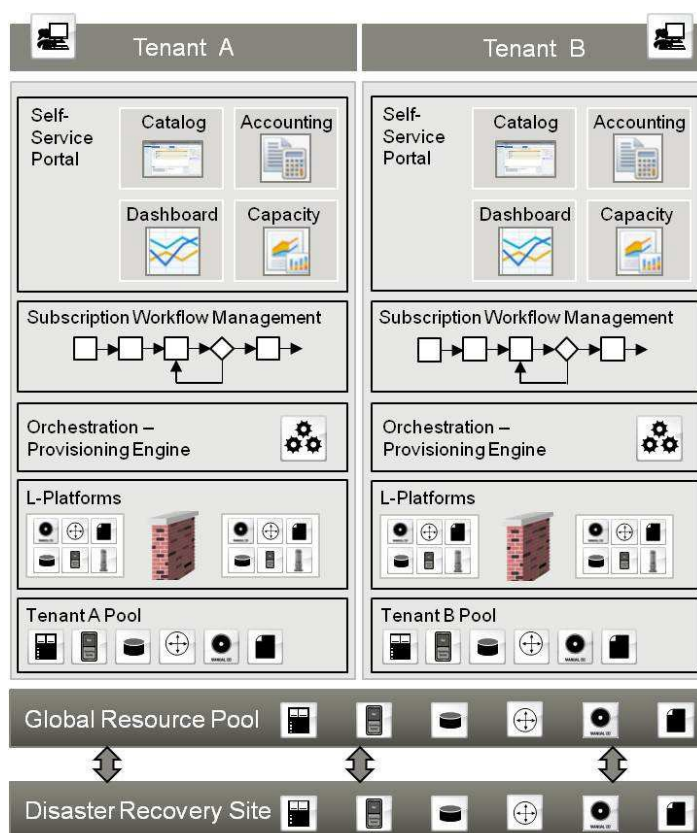 Tenant A
Self-
Service
Portal
Catalog
Accounting
Dashboard
Capacity
Subscription Workflow Management
Orchestration –
Provisioning Engine
L-Platforms
Tenant A Pool
Tenant B
Self-
Service
Portal
Catalog
Accounting
Dashboard
Capacity
Subscription Workflow Management
Orchestration –
Provisioning Engine
L-Platforms
Tenant B Pool
Global Resource Pool
Disaster Recovery Site